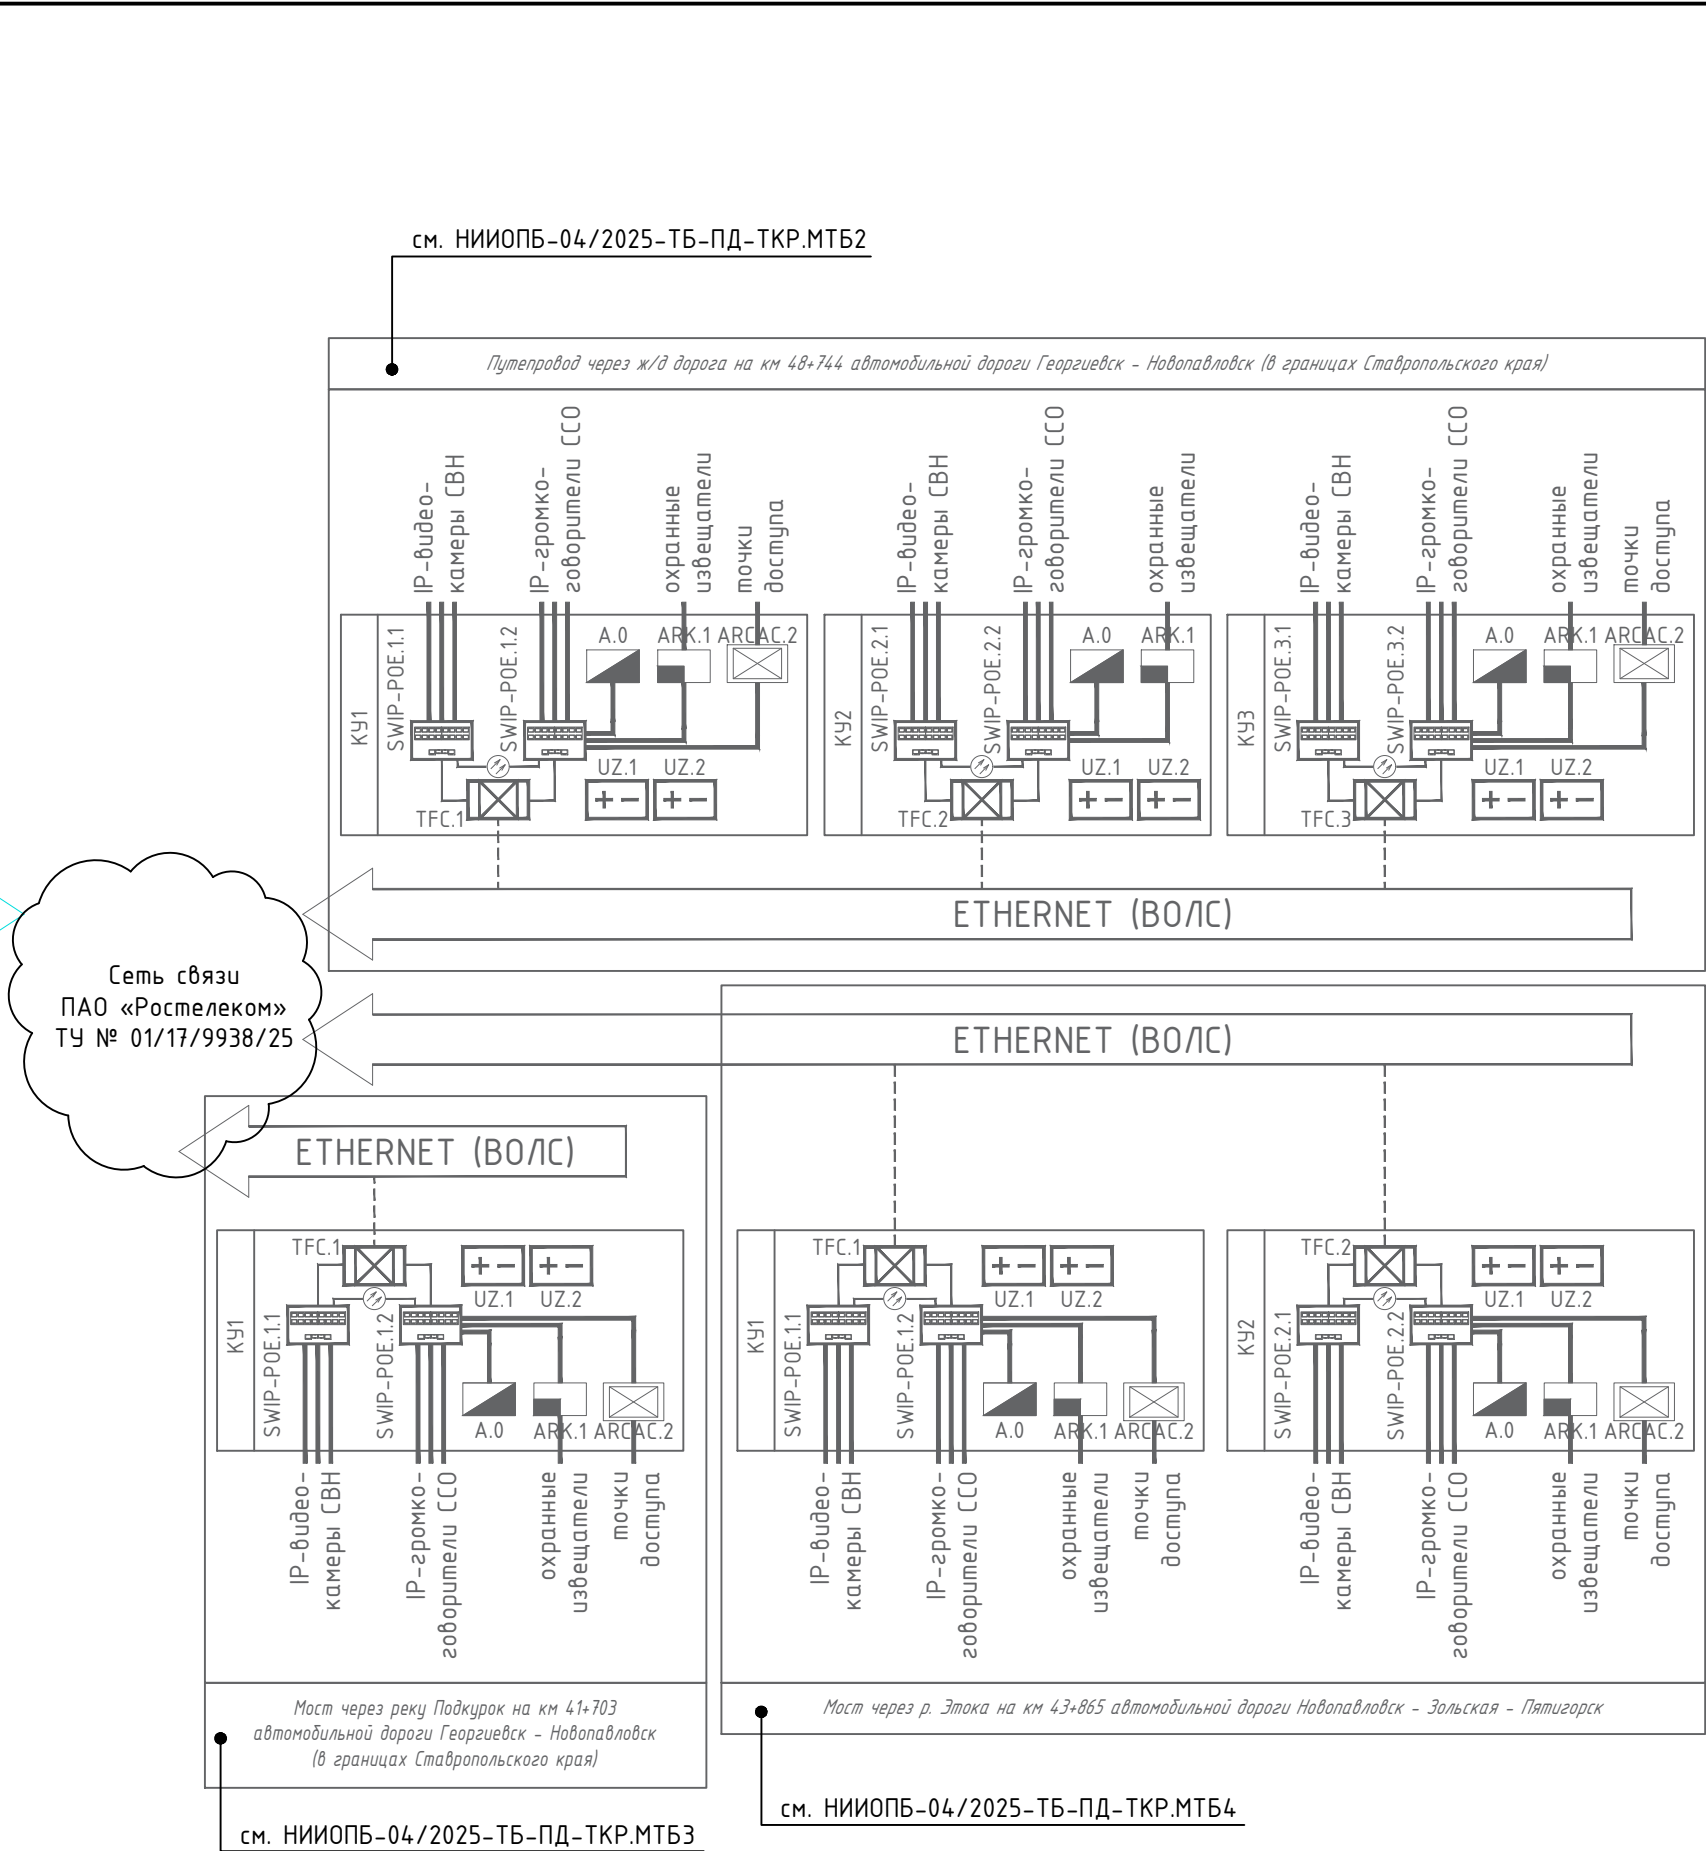 см. НИИОПБ-04/2025-ТБ-ПД-ТКР.МТБ2
Путепровод через ж/д дорога на км 48+744 автомобильной дороги Георгиевск - Новопавловск (в границах Ставропольского края)
IP-видео-
камеры СВН
IP-громко-
говорители ССО
охранные
извещатели
точки
доступа
IP-видео-
камеры СВН
IP-громко-
говорители ССО
охранные
извещатели
IP-видео-
камеры СВН
IP-громко-
говорители ССО
охранные
извещатели
точки
доступа
КУ1
SWIP-POE.1.1
SWIP-POE.1.2
A.0
ARK.1
ARCAC.2
UZ.1
UZ.2
TFC.1
КУ2
SWIP-POE.2.1
SWIP-POE.2.2
A.0
ARK.1
UZ.1
UZ.2
TFC.2
КУ3
SWIP-POE.3.1
SWIP-POE.3.2
A.0
ARK.1
ARCAC.2
UZ.1
UZ.2
TFC.3
ETHERNET (ВОЛС)
Сеть связи
ПАО «Ростелеком»
ТУ № 01/17/9938/25
ETHERNET (ВОЛС)
ETHERNET (ВОЛС)
КУ1
TFC.1
UZ.1
UZ.2
SWIP-POE.1.1
SWIP-POE.1.2
A.0
ARK.1
ARCAC.2
IP-видео-
камеры СВН
IP-громко-
говорители ССО
охранные
извещатели
точки
доступа
КУ1
TFC.1
UZ.1
UZ.2
SWIP-POE.1.1
SWIP-POE.1.2
A.0
ARK.1
ARCAC.2
IP-видео-
камеры СВН
IP-громко-
говорители ССО
охранные
извещатели
точки
доступа
КУ2
TFC.2
UZ.1
UZ.2
SWIP-POE.2.1
SWIP-POE.2.2
A.0
ARK.1
ARCAC.2
IP-видео-
камеры СВН
IP-громко-
говорители ССО
охранные
извещатели
точки
доступа
Мост через реку Подкурок на км 41+703
автомобильной дороги Георгиевск - Новопавловск
(в границах Ставропольского края)
Мост через р. Этока на км 43+865 автомобильной дороги Новопавловск - Зольская - Пятигорск
см. НИИОПБ-04/2025-ТБ-ПД-ТКР.МТБ4
см. НИИОПБ-04/2025-ТБ-ПД-ТКР.МТБ3